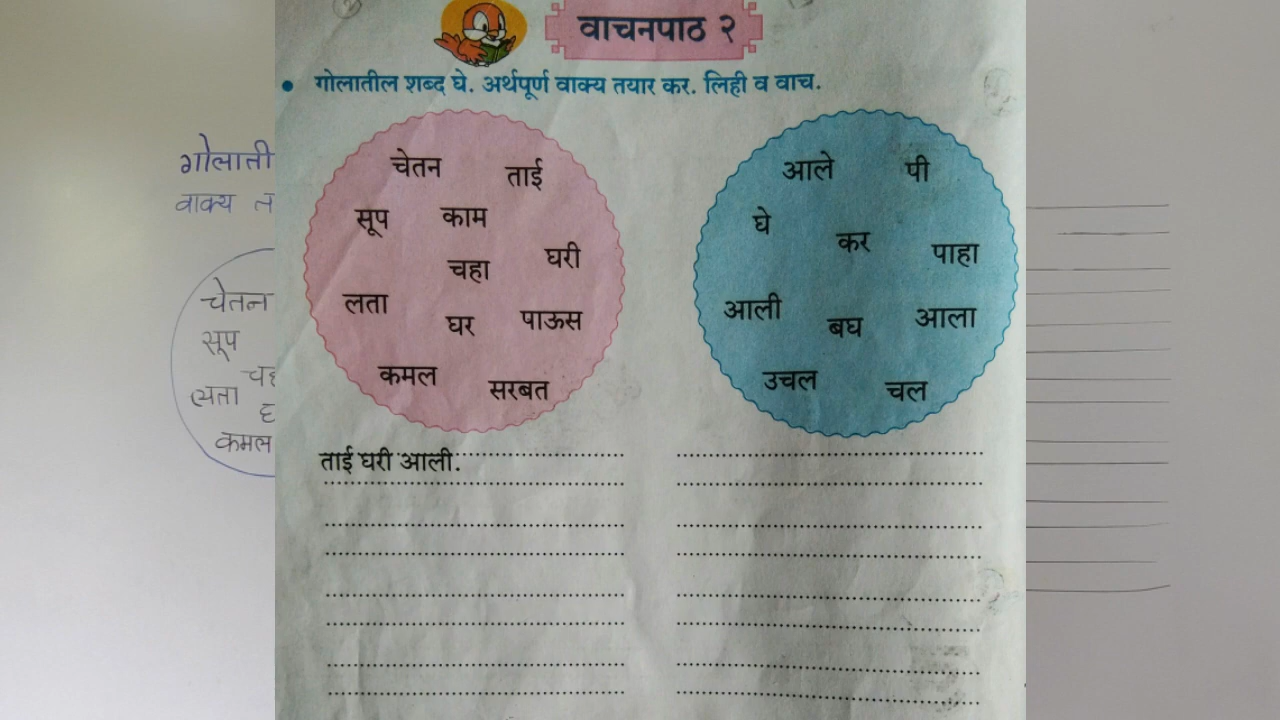 वाचनपाठ २
गोलातील शब्द घे. अर्थपूर्ण वाक्य तयार कर. लिही व वाच.
चेतन ताई
सूप काम
चहा घरी
लता घर पाऊस
कमल सरबत
आले पी
घे कर पाहा
आली बघ आला
उचल चल
ताई घरी आली.
गोलाती
वाक्य त
चेतन
सूप
चह
लता
घ
कमल